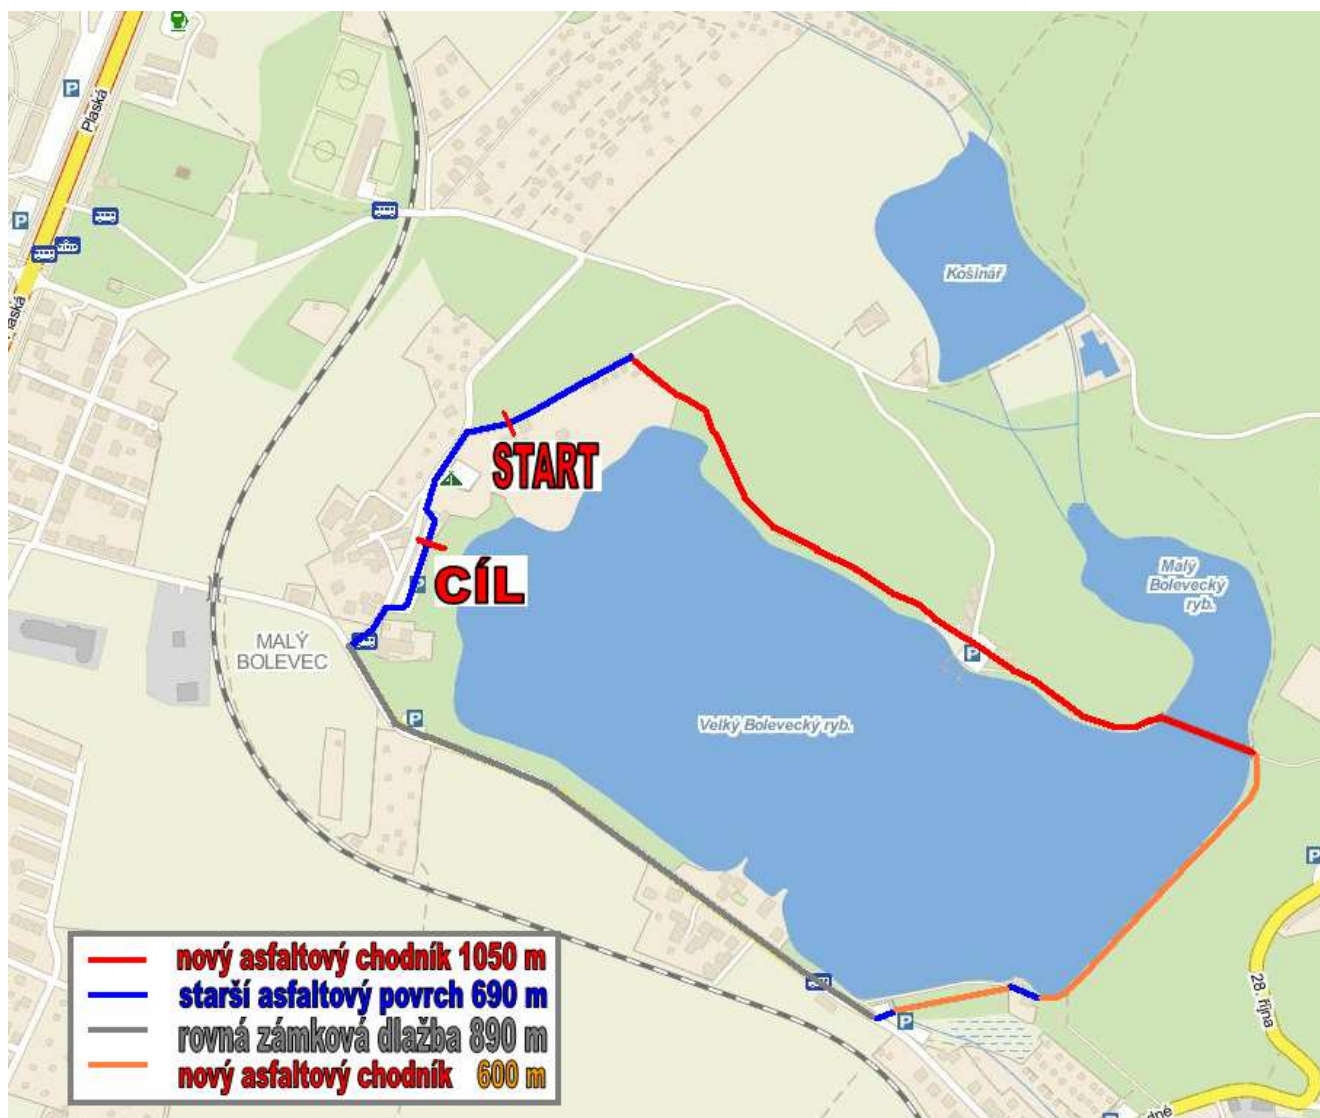 Plaská
P
P
Plaská
Košinář
START
CÍL
P
Malý
Bolevecký
ryb.
MALÝ
BOLEVEC
P
P
Velký Bolevecký ryb.
P
28. října
P
P
nový asfaltový chodník 1050 m
starší asfaltový povrch 690 m
rovná zámková dlažba 890 m
nový asfaltový chodník 600 m